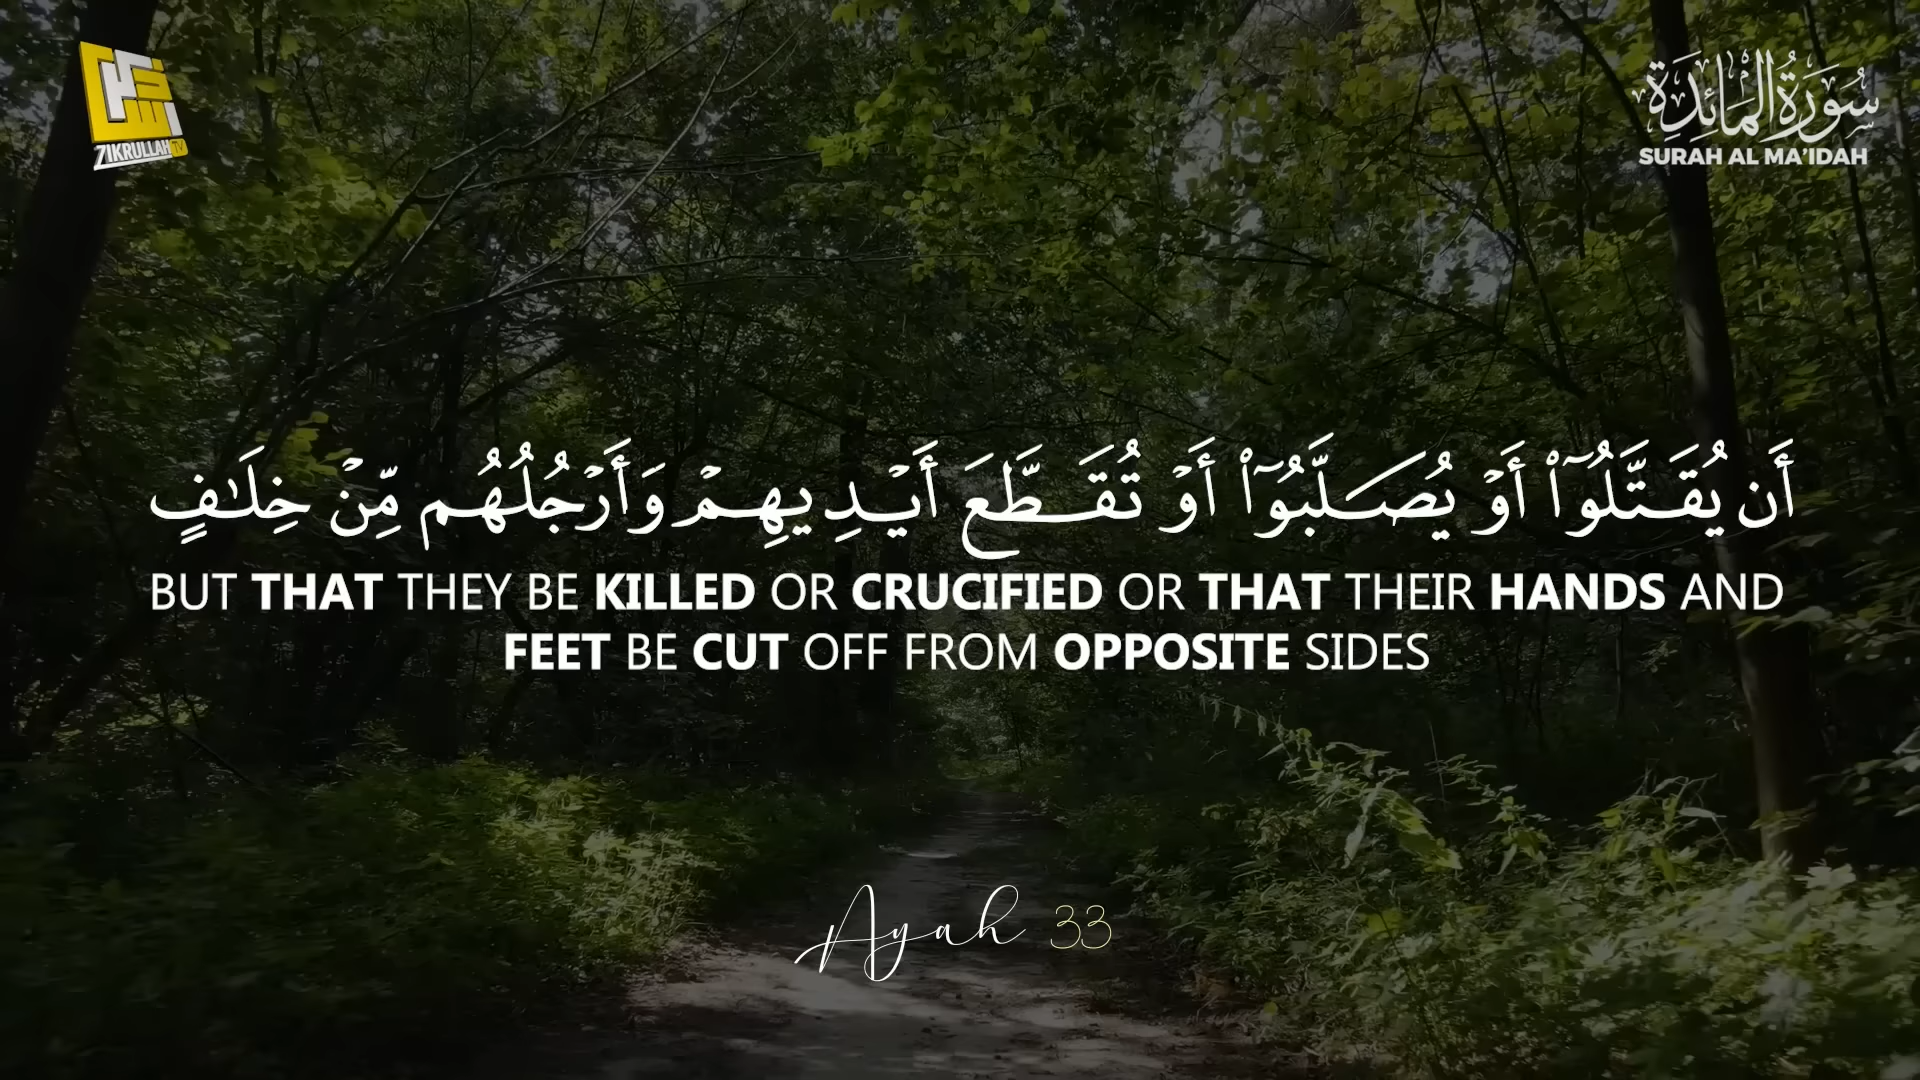 ZIKRULLAH TV
سُورَةُ الْمَائِدَة
SURAH AL MA'IDAH
أَن يُقَتَّلُوٓا۟ أَوْ يُصَلَّبُوٓا۟ أَوْ تُقَطَّعَ أَيْدِيهِمْ وَأَرْجُلُهُم مِّنْ خِلَـٰفٍ
BUT THAT THEY BE KILLED OR CRUCIFIED OR THAT THEIR HANDS AND
FEET BE CUT OFF FROM OPPOSITE SIDES
Ayah 33